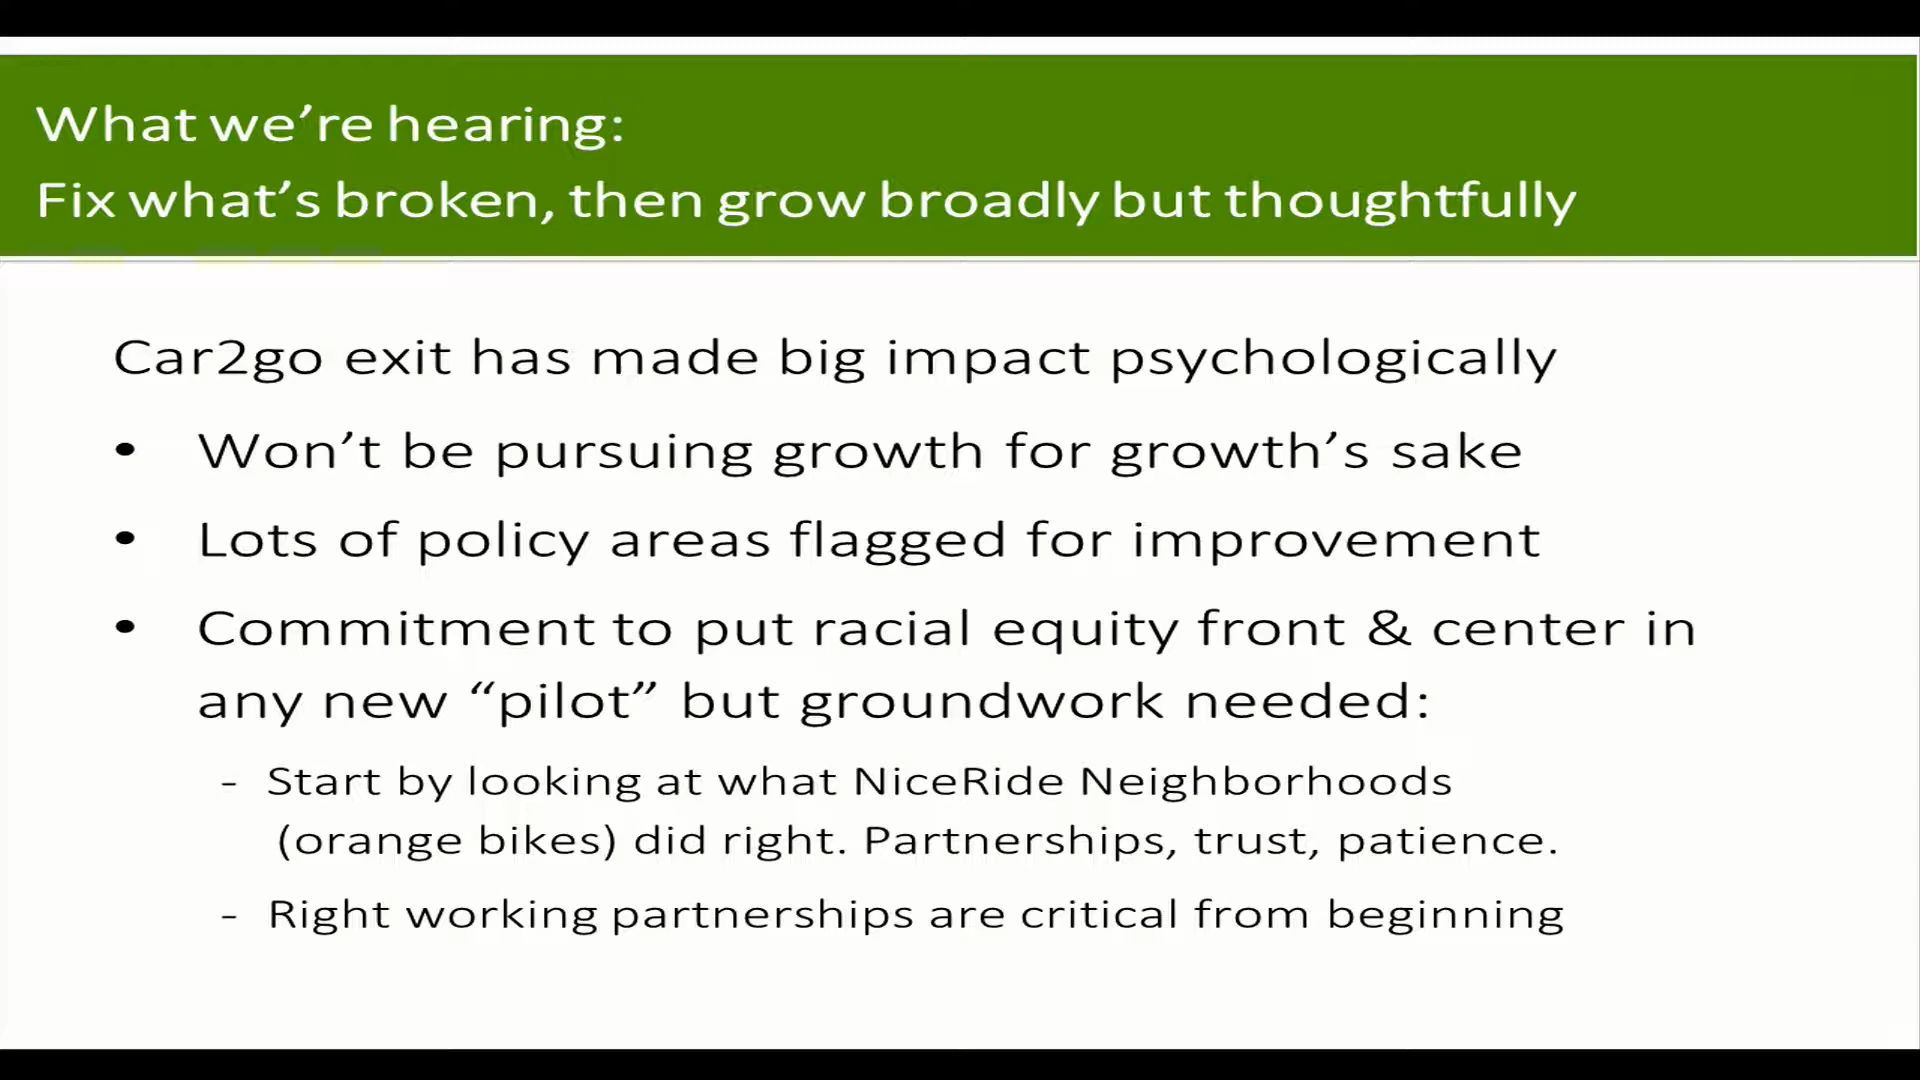 What we’re hearing:
Fix what’s broken, then grow broadly but thoughtfully
Car2go exit has made big impact psychologically
• Won’t be pursuing growth for growth’s sake
• Lots of policy areas flagged for improvement
• Commitment to put racial equity front & center in
any new “pilot” but groundwork needed:
- Start by looking at what NiceRide Neighborhoods
(orange bikes) did right. Partnerships, trust, patience.
- Right working partnerships are critical from beginning